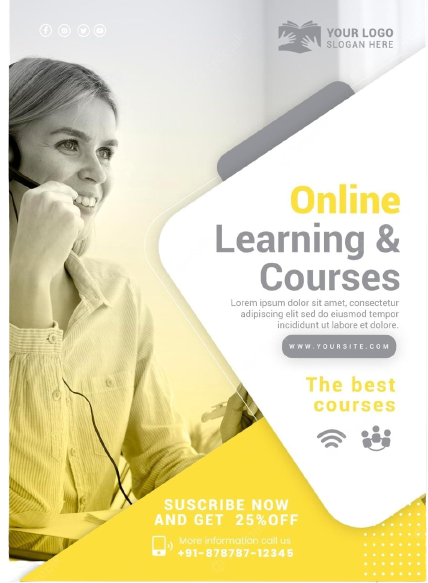 YOUR LOGO
SLOGAN HERE
Online
Learning &
Courses
Lorem ipsum dolor sit amet, consectetur
adipiscing elit sed do eiusmod tempor
incididunt ut labore et dolore.
WWW.YOURSITE.COM
The best
courses
SUSCRIBE NOW
AND GET 25%OFF
More information call us
+91-878787-12345